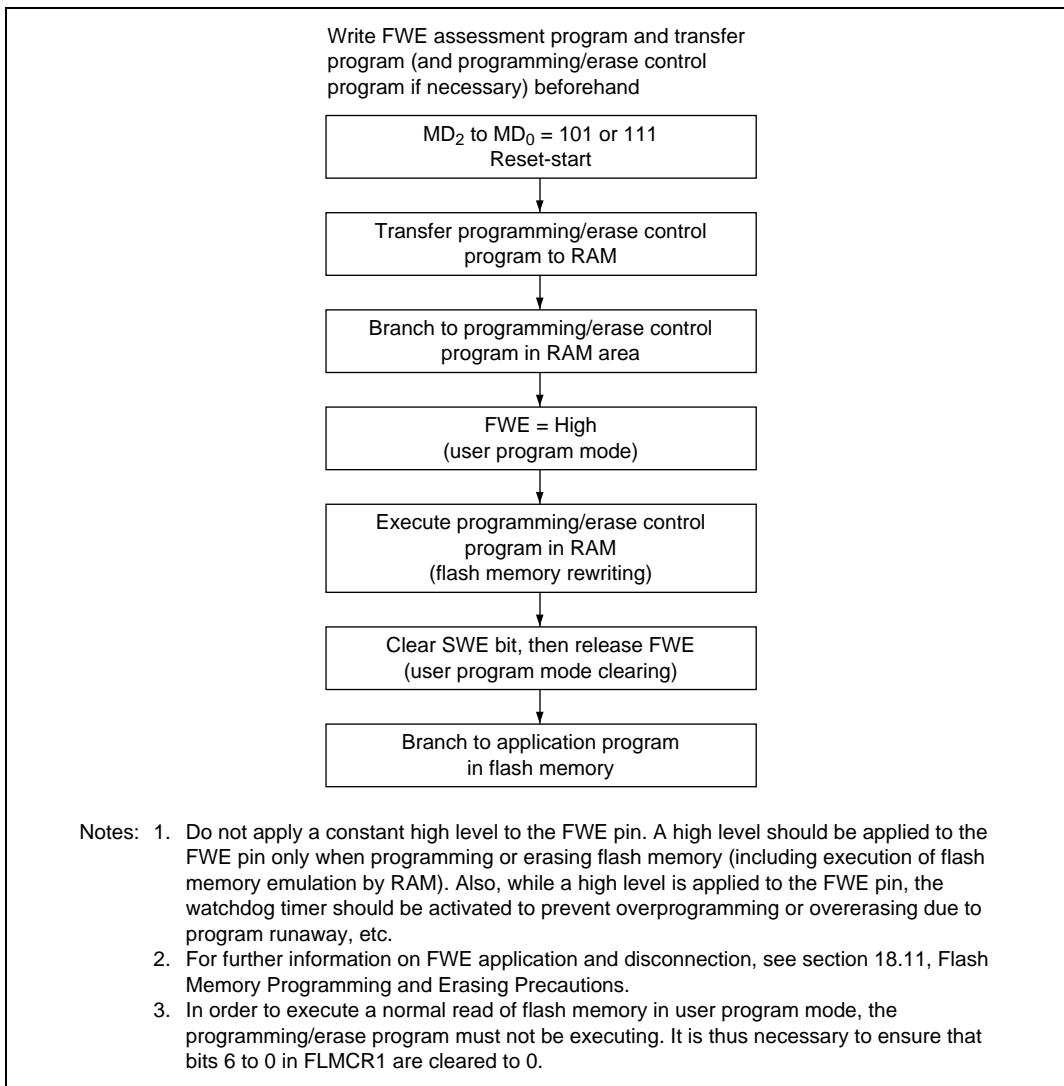 Write FWE assessment program and transfer
program (and programming/erase control
program if necessary) beforehand
MD2 to MD0 = 101 or 111
Reset-start
Transfer programming/erase control
program to RAM
Branch to programming/erase control
program in RAM area
FWE = High
(user program mode)
Execute programming/erase control
program in RAM
(flash memory rewriting)
Clear SWE bit, then release FWE
(user program mode clearing)
Branch to application program
in flash memory
Notes: 1. Do not apply a constant high level to the FWE pin. A high level should be applied to the
FWE pin only when programming or erasing flash memory (including execution of flash
memory emulation by RAM). Also, while a high level is applied to the FWE pin, the
watchdog timer should be activated to prevent overprogramming or overerasing due to
program runaway, etc.
2. For further information on FWE application and disconnection, see section 18.11, Flash
Memory Programming and Erasing Precautions.
3. In order to execute a normal read of flash memory in user program mode, the
programming/erase program must not be executing. It is thus necessary to ensure that
bits 6 to 0 in FLMCR1 are cleared to 0.